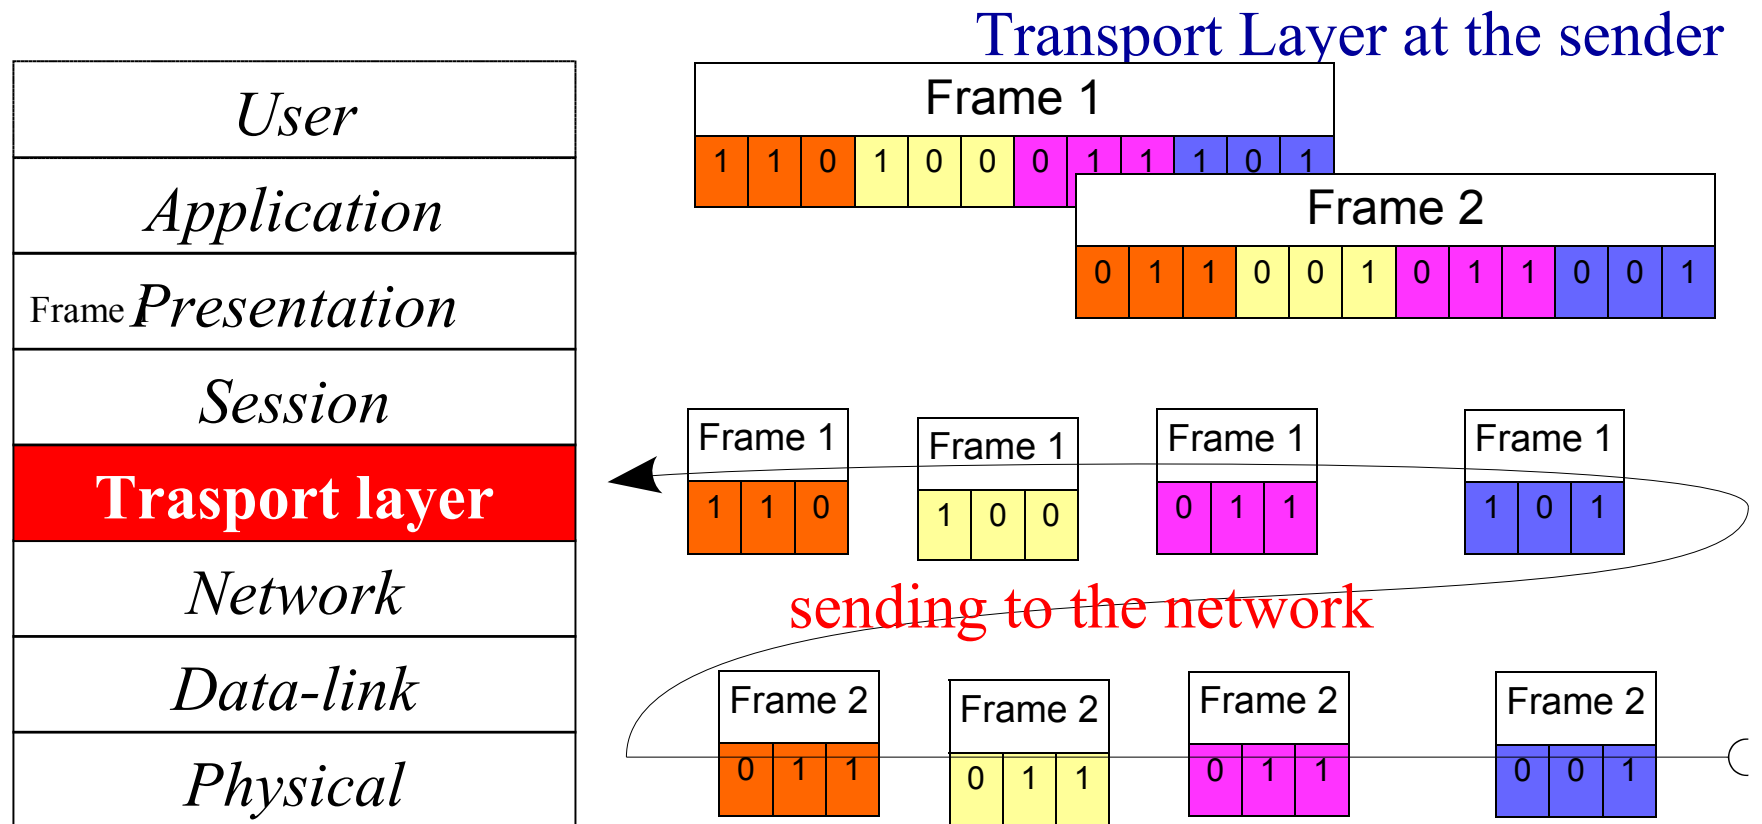 Transport Layer at the sender
User
Application
Frame 1
Presentation
Session
Trasport layer
Network
Data-link
Physical
Frame 1
1 1 0 1 0 0 0 1 1 1 0 1
Frame 2
0 1 1 0 0 1 0 1 1 0 0 1
Frame 1 Frame 1 Frame 1 Frame 1
1 1 0 1 0 0 0 1 1 1 0 1
sending to the network
Frame 2 Frame 2 Frame 2 Frame 2
0 1 1 0 1 1 0 1 1 0 0 1